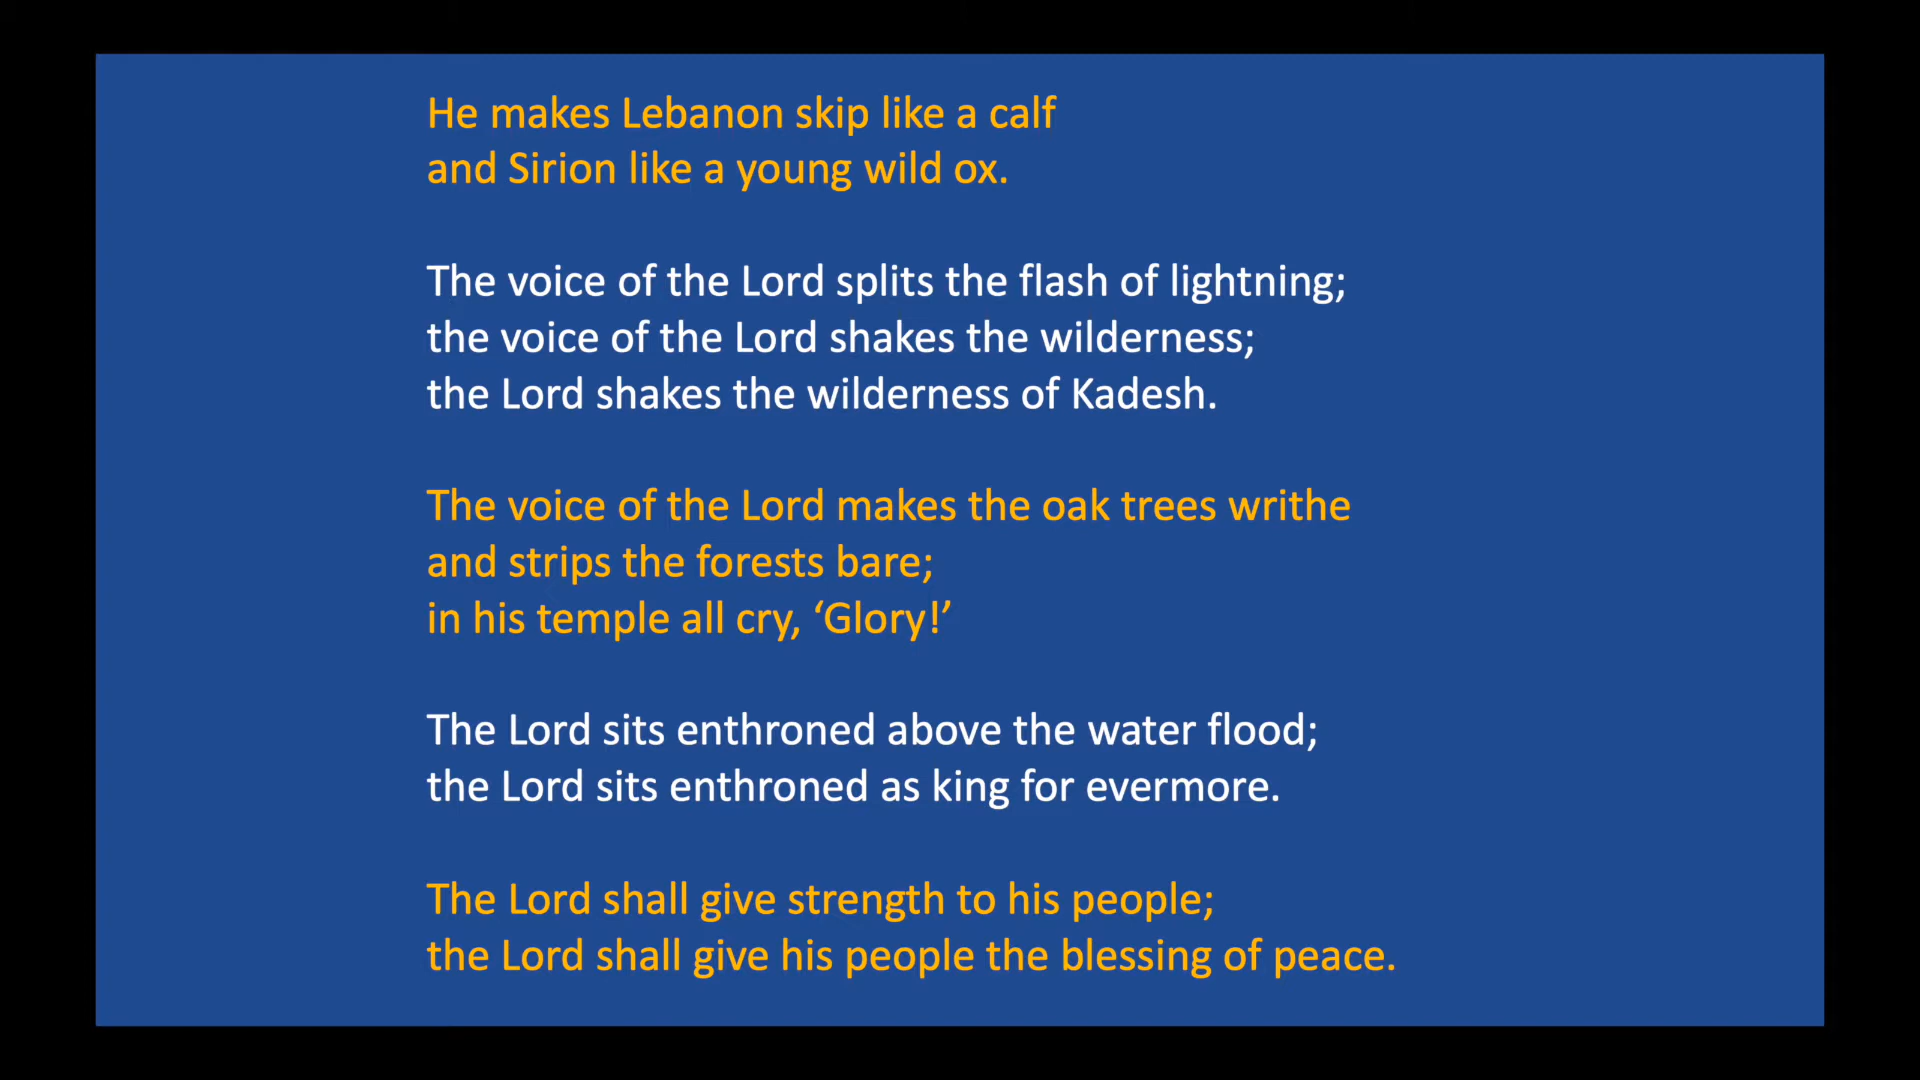 He makes Lebanon skip like a calf
and Sirion like a young wild ox.
The voice of the Lord splits the flash of lightning;
the voice of the Lord shakes the wilderness;
the Lord shakes the wilderness of Kadesh.
The voice of the Lord makes the oak trees writhe
and strips the forests bare;
in his temple all cry, ‘Glory!’
The Lord sits enthroned above the water flood;
the Lord sits enthroned as king for evermore.
The Lord shall give strength to his people;
the Lord shall give his people the blessing of peace.